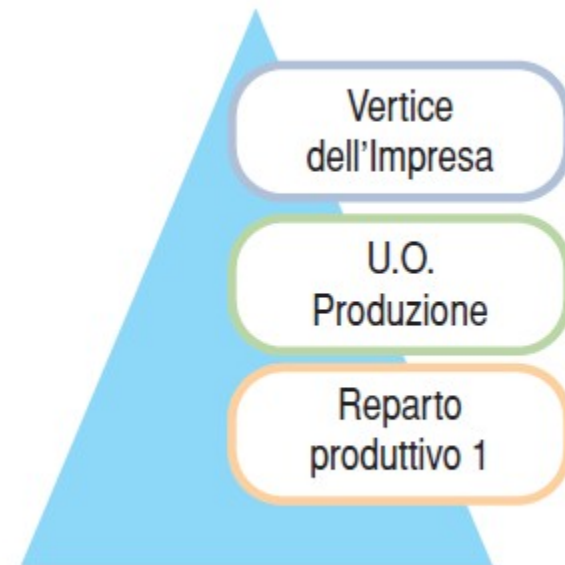 Vertice
dell’Impresa
U.O.
Produzione
Reparto
produttivo 1